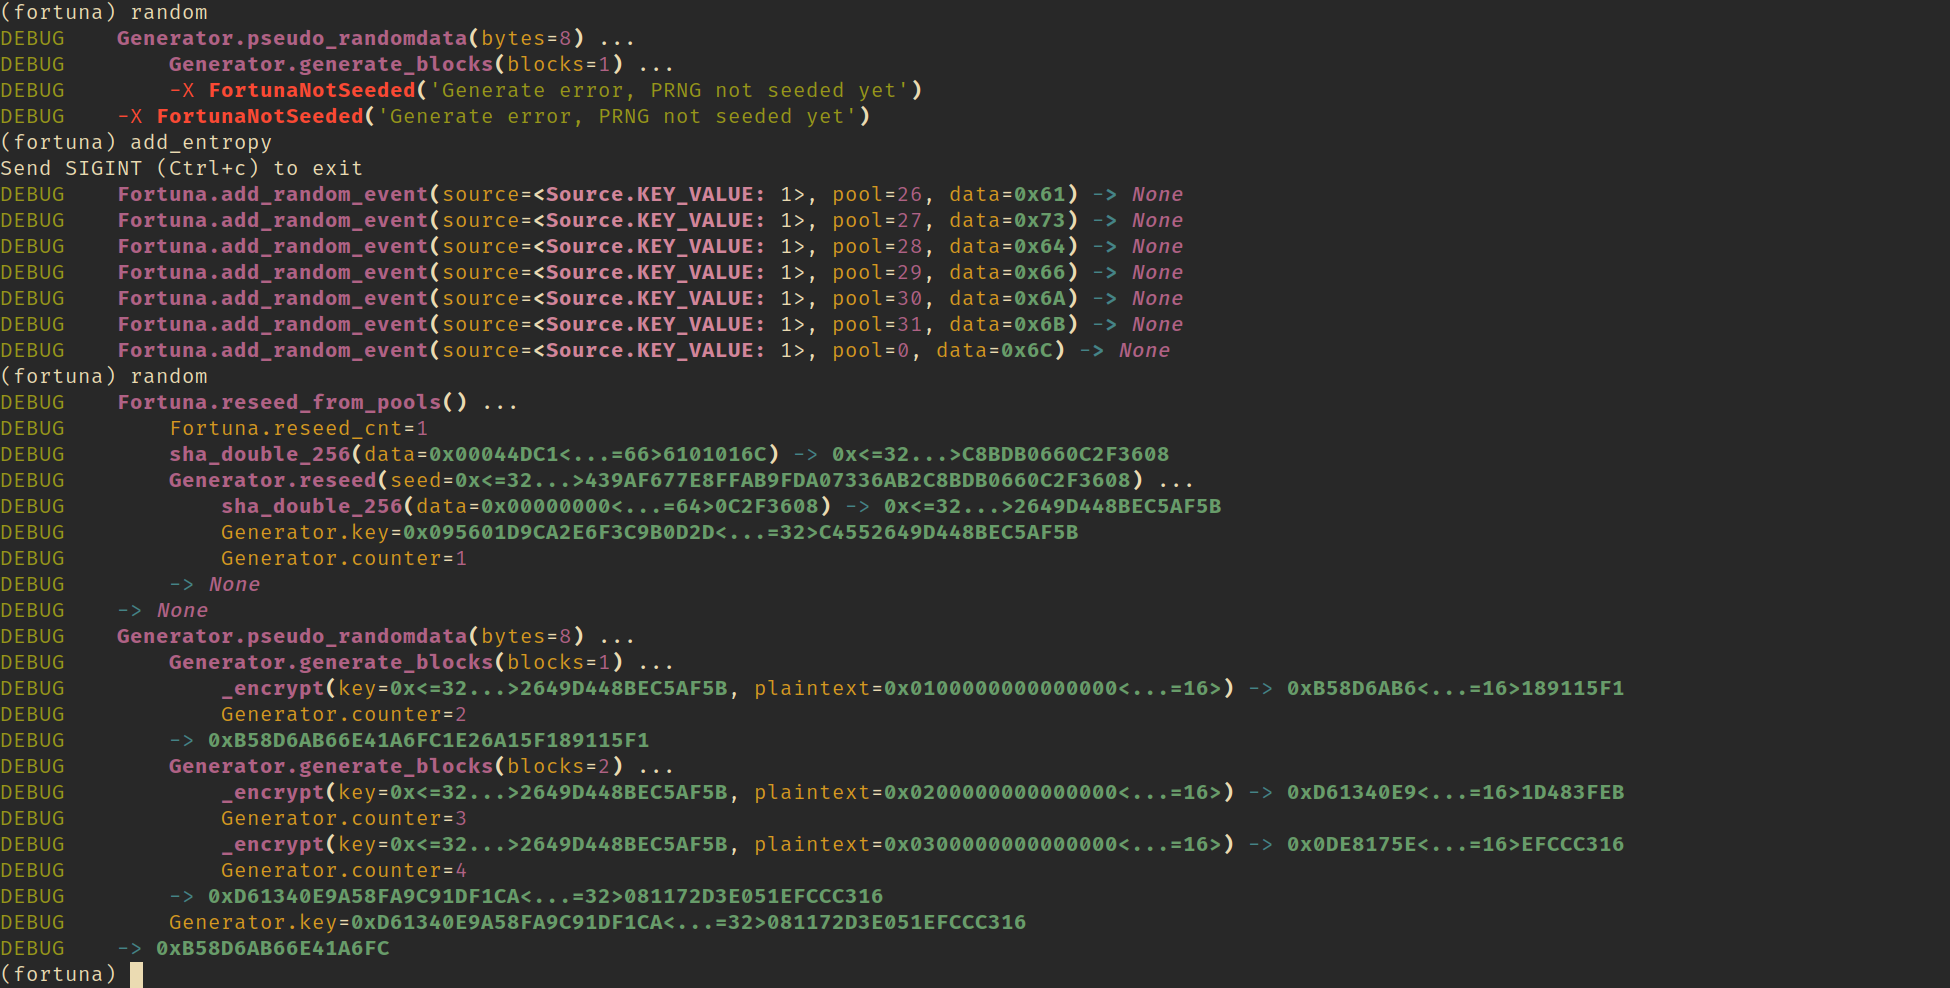 (fortuna) random
DEBUG    Generator.pseudo_randomdata(bytes=8) ...
DEBUG        Generator.generate_blocks(blocks=1) ...
DEBUG        -X FortunaNotSeeded('Generate error, PRNG not seeded yet')
DEBUG    -X FortunaNotSeeded('Generate error, PRNG not seeded yet')
(fortuna) add_entropy
Send SIGINT (Ctrl+c) to exit
DEBUG    Fortuna.add_random_event(source=<Source.KEY_VALUE: 1>, pool=26, data=0x61) -> None
DEBUG    Fortuna.add_random_event(source=<Source.KEY_VALUE: 1>, pool=27, data=0x73) -> None
DEBUG    Fortuna.add_random_event(source=<Source.KEY_VALUE: 1>, pool=28, data=0x64) -> None
DEBUG    Fortuna.add_random_event(source=<Source.KEY_VALUE: 1>, pool=29, data=0x66) -> None
DEBUG    Fortuna.add_random_event(source=<Source.KEY_VALUE: 1>, pool=30, data=0x6A) -> None
DEBUG    Fortuna.add_random_event(source=<Source.KEY_VALUE: 1>, pool=31, data=0x6B) -> None
DEBUG    Fortuna.add_random_event(source=<Source.KEY_VALUE: 1>, pool=0, data=0x6C) -> None
(fortuna) random
DEBUG    Fortuna.reseed_from_pools() ...
DEBUG        Fortuna.reseed_cnt=1
DEBUG        sha_double_256(data=0x00044DC1<...=66>6101016C) -> 0x<=32...>C8BDB0660C2F3608
DEBUG        Generator.reseed(seed=0x<=32...>439AF677E8FFAB9FDA07336AB2C8BDB0660C2F3608) ...
DEBUG            sha_double_256(data=0x00000000<...=64>0C2F3608) -> 0x<=32...>2649D448BEC5AF5B
DEBUG            Generator.key=0x095601D9CA2E6F3C9B0D2D<...=32>C4552649D448BEC5AF5B
DEBUG            Generator.counter=1
DEBUG        -> None
DEBUG    -> None
DEBUG    Generator.pseudo_randomdata(bytes=8) ...
DEBUG        Generator.generate_blocks(blocks=1) ...
DEBUG            _encrypt(key=0x<=32...>2649D448BEC5AF5B, plaintext=0x0100000000000000<...=16>) -> 0xB58D6AB6<...=16>189115F1
DEBUG            Generator.counter=2
DEBUG        -> 0xB58D6AB66E41A6FC1E26A15F189115F1
DEBUG        Generator.generate_blocks(blocks=2) ...
DEBUG            _encrypt(key=0x<=32...>2649D448BEC5AF5B, plaintext=0x0200000000000000<...=16>) -> 0xD61340E9<...=16>1D483FEB
DEBUG            Generator.counter=3
DEBUG            _encrypt(key=0x<=32...>2649D448BEC5AF5B, plaintext=0x0300000000000000<...=16>) -> 0x0DE8175E<...=16>EFCCC316
DEBUG            Generator.counter=4
DEBUG        -> 0xD61340E9A58FA9C91DF1CA<...=32>081172D3E051EFCCC316
DEBUG        Generator.key=0xD61340E9A58FA9C91DF1CA<...=32>081172D3E051EFCCC316
DEBUG    -> 0xB58D6AB66E41A6FC
(fortuna)